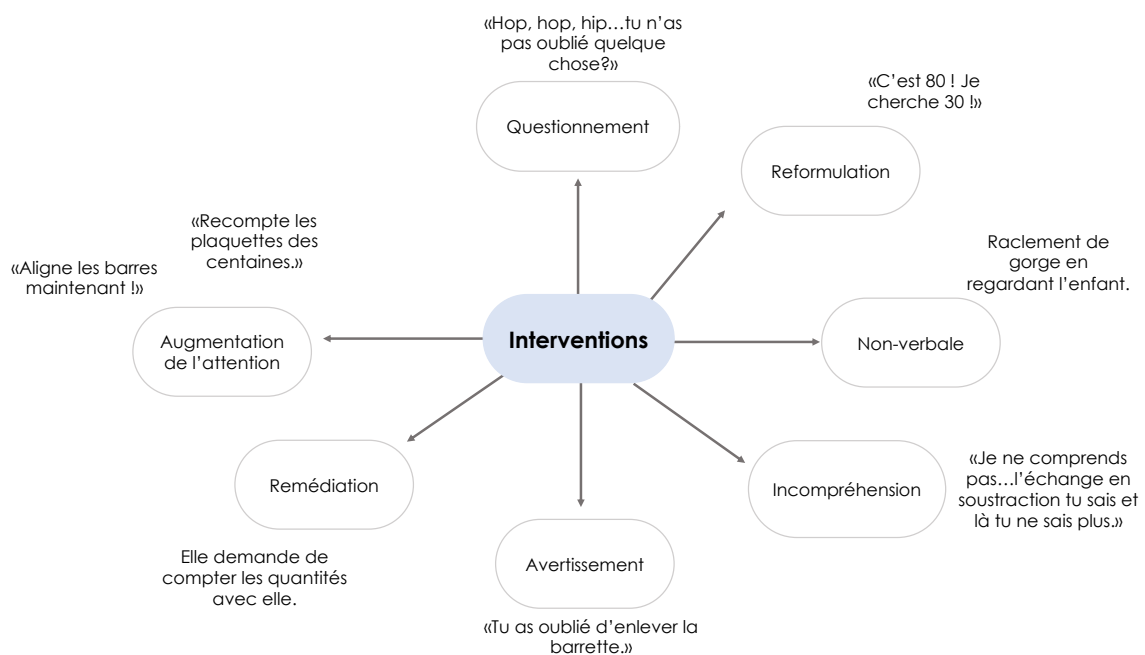 «Hop, hop, hip…tu n’as
pas oublié quelque
chose?»
Questionnement
«C’est 80 ! Je
cherche 30 !»
Reformulation
«Recompte les
plaquettes des
centaines.»
«Aligne les barres
maintenant !»
Augmentation
de l’attention
Interventions
Raclement de
gorge en
regardant l’enfant.
Non-verbale
Remédiation
Elle demande de
compter les quantités
avec elle.
Avertissement
«Tu as oublié d’enlever la
barrette.»
Incompréhension
«Je ne comprends
pas…l’échange en
soustraction tu sais et
là tu ne sais plus.»